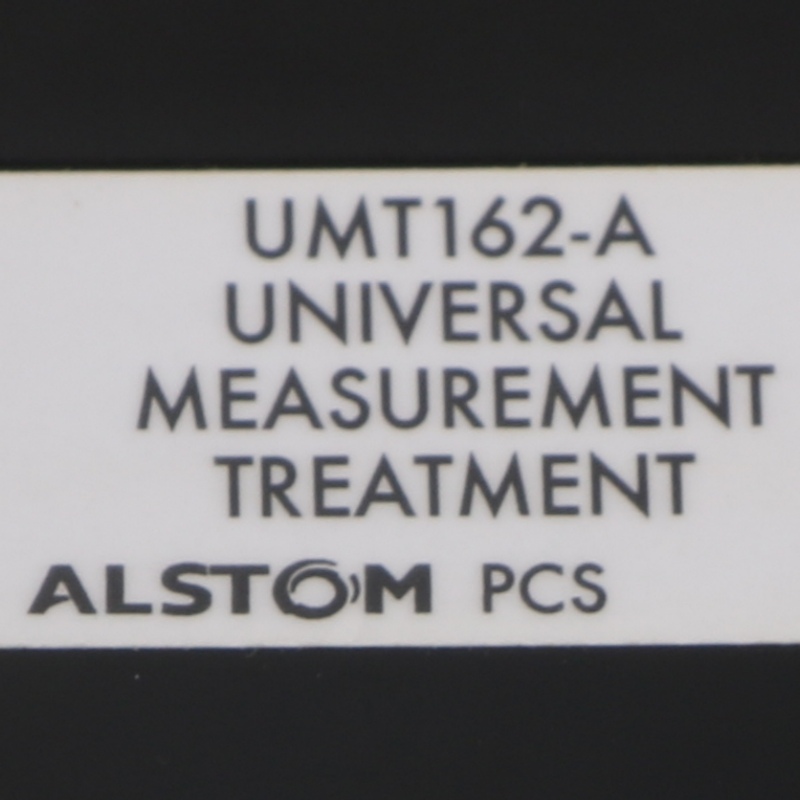 UMT162-A
UNIVERSAL
MEASUREMENT
TREATMENT
ALSTOM PCS